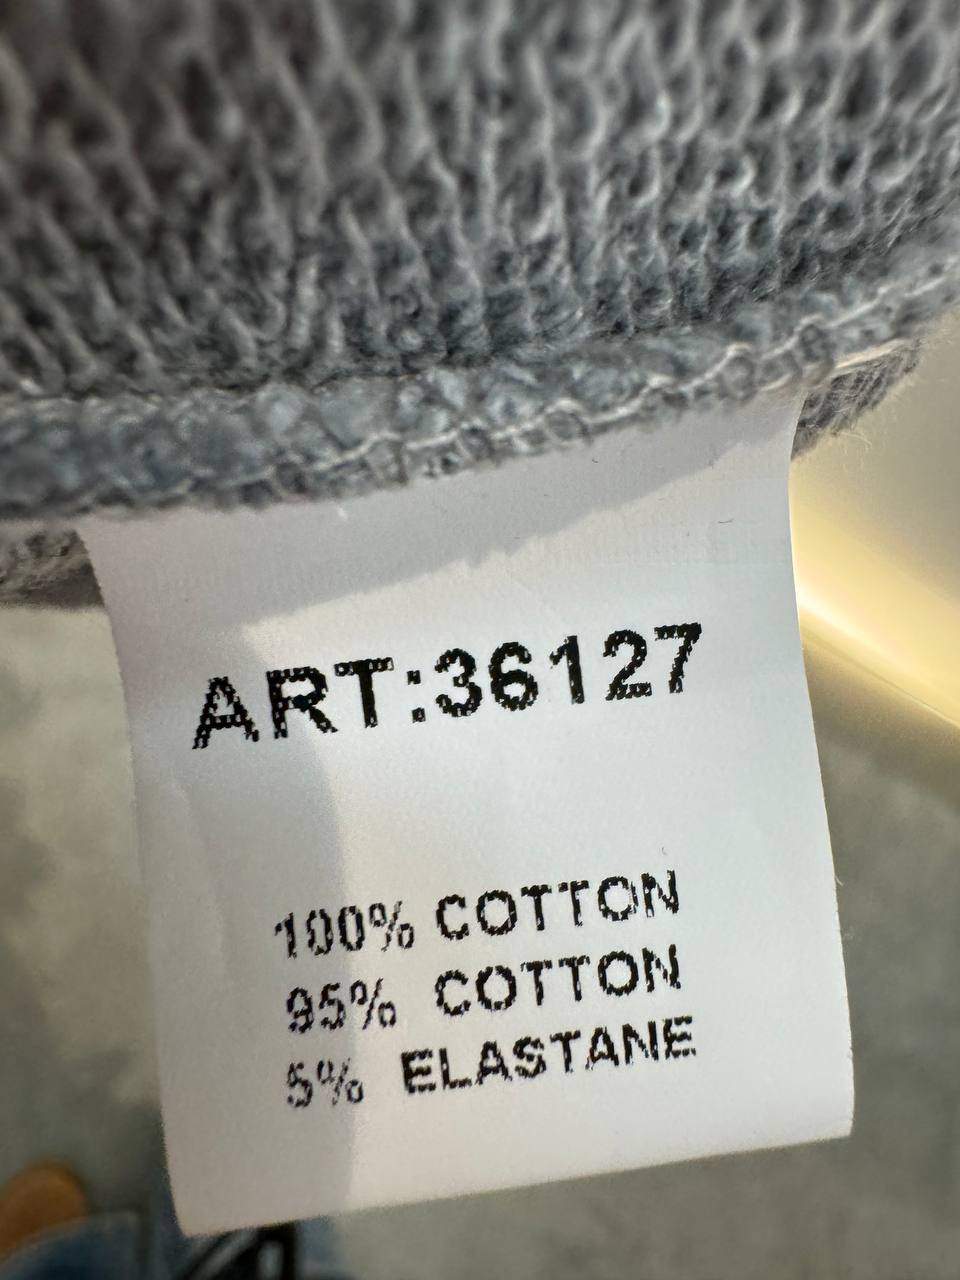 ART:36127
100% COTTON
95% COTTON
5% ELASTANE